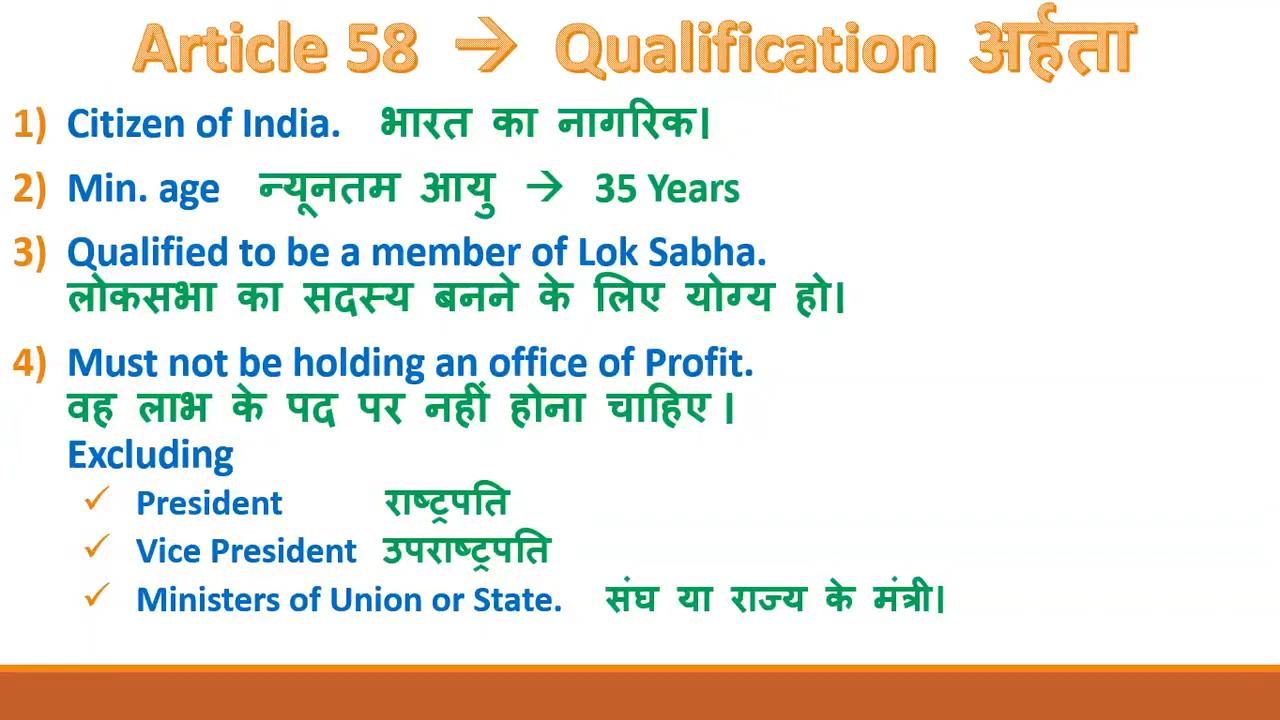 Article 58 → Qualification अर्हता
1) Citizen of India. भारत का नागरिक।
2) Min. age न्यूनतम आयु → 35 Years
3) Qualified to be a member of Lok Sabha.
लोकसभा का सदस्य बनने के लिए योग्य हो।
4) Must not be holding an office of Profit.
वह लाभ के पद पर नहीं होना चाहिए ।
Excluding
✓ President राष्ट्रपति
✓ Vice President उपराष्ट्रपति
✓ Ministers of Union or State. संघ या राज्य के मंत्री।